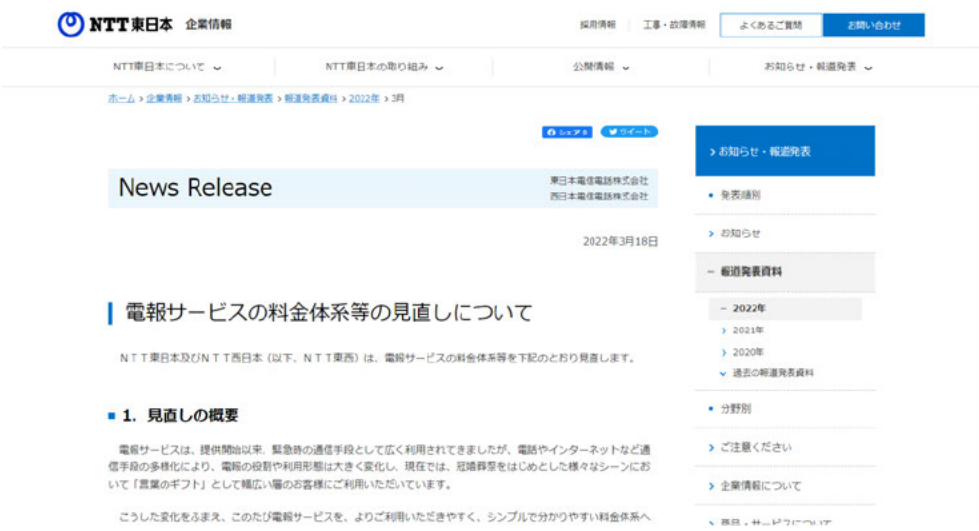 NTT東日本 企業情報
採用情報 工事・故障情報 よくあるご質問 お問い合わせ
NTT東日本について NTT東日本の取り組み 公開情報 お知らせ・報道発表
ホーム › 企業情報 › お知らせ・報道発表 › 報道発表資料 › 2022年 › 3月
シェア 0 ツイート
News Release
東日本電信電話株式会社
西日本電信電話株式会社
2022年3月18日
電報サービスの料金体系等の見直しについて
NTT東日本及びNTT西日本（以下、NTT東西）は、電報サービスの料金体系等を下記のとおり見直します。
1. 見直しの概要
電報サービスは、提供開始以来、緊急時の通信手段として広く利用されてきましたが、電話やインターネットなど通
信手段の多様化により、電報の役割や利用形態は大きく変化し、現在では、冠婚葬祭をはじめとした様々なシーンにお
いて「言葉のギフト」として幅広い層のお客様にご利用いただいています。
こうした変化をふまえ、このたび電報サービスを、よりご利用いただきやすく、シンプルで分かりやすい料金体系へ
お知らせ・報道発表
発表順別
お知らせ
報道発表資料
2022年
2021年
2020年
過去の報道発表資料
分野別
ご注意ください
企業情報について
商品・サービスについて